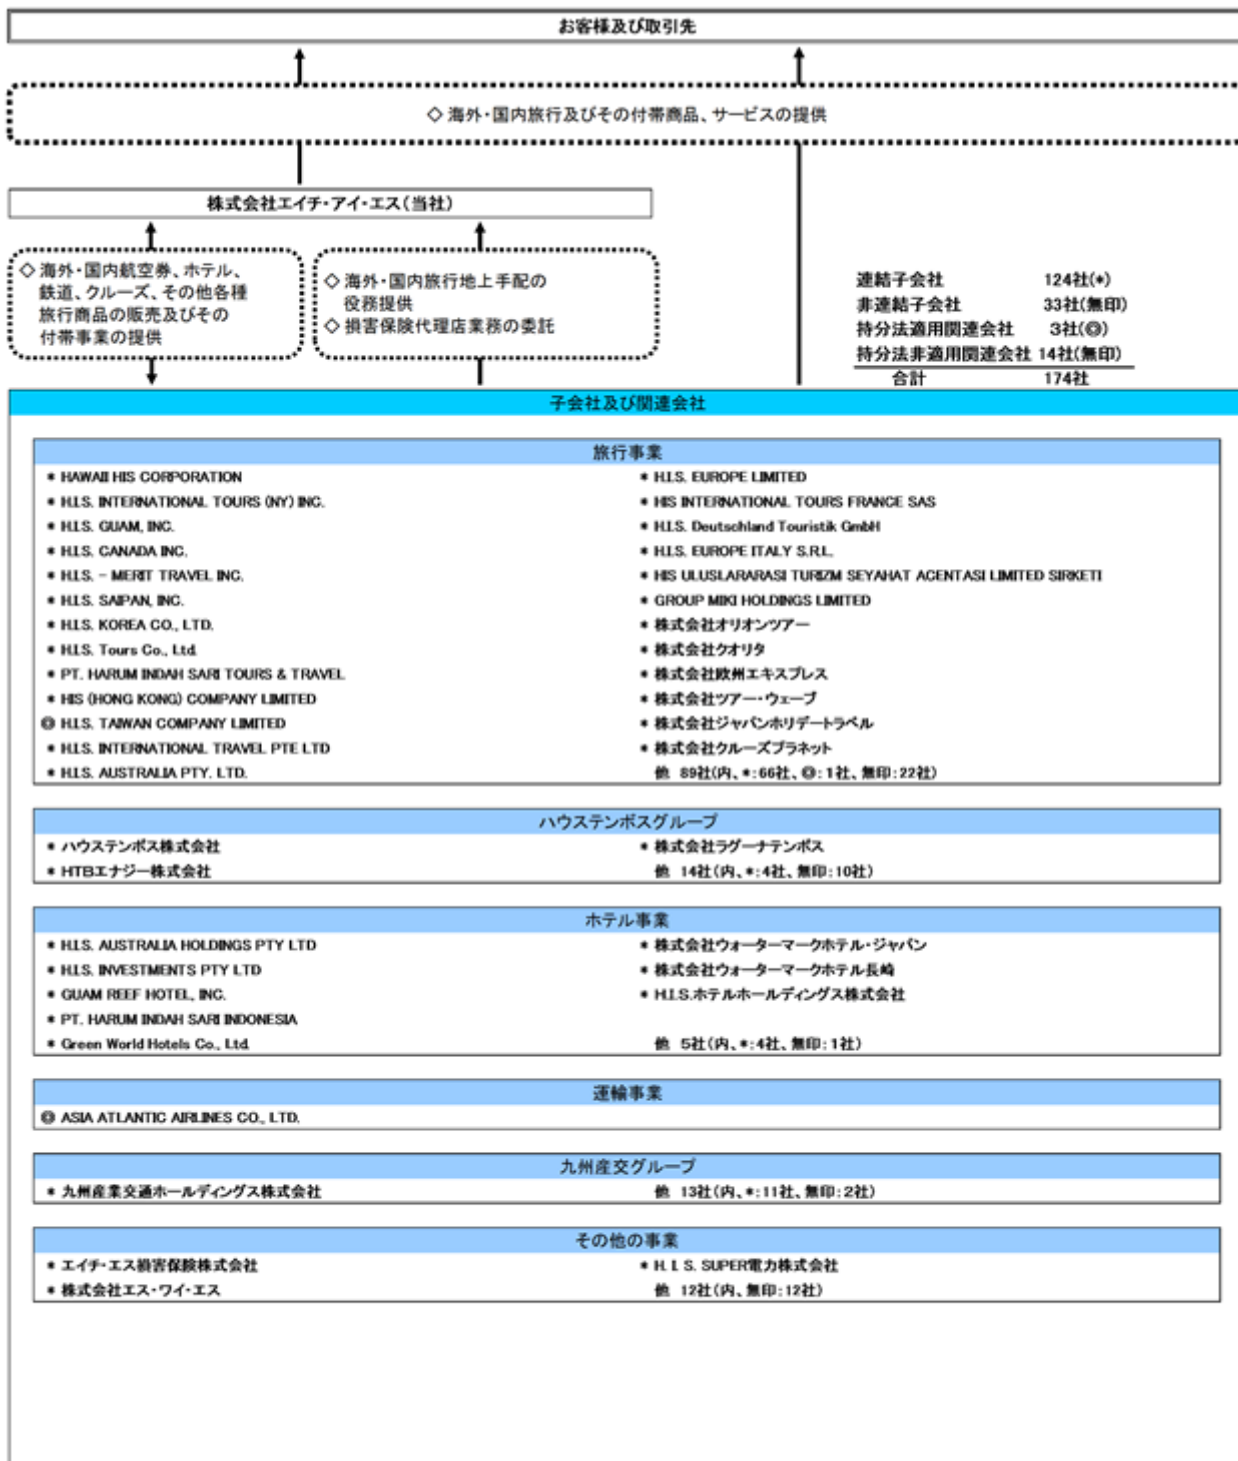 お客様及び取引先
◇ 海外・国内旅行及びその付帯商品、サービスの提供
株式会社エイチ・アイ・エス(当社)
◇ 海外・国内航空券、ホテル、
鉄道、クルーズ、その他各種
旅行商品の販売及びその
付帯事業の提供
◇ 海外・国内旅行地上手配の
役務提供
◇ 損害保険代理店業務の委託
連結子会社 124社(*)
非連結子会社 33社(無印)
持分法適用関連会社 3社(◎)
持分法非適用関連会社 14社(無印)
合計 174社
子会社及び関連会社
旅行事業
* HAWAII HIS CORPORATION
* H.I.S. INTERNATIONAL TOURS (NY) INC.
* H.I.S. GUAM, INC.
* H.I.S. CANADA INC.
* H.I.S. - MERIT TRAVEL INC.
* H.I.S. SAIPAN, INC.
* H.I.S. KOREA CO., LTD.
* H.I.S. Tours Co., Ltd.
* PT. HARUM INDAH SARI TOURS & TRAVEL
* HIS (HONG KONG) COMPANY LIMITED
◎ H.I.S. TAIWAN COMPANY LIMITED
* H.I.S. INTERNATIONAL TRAVEL PTE LTD
* H.I.S. AUSTRALIA PTY. LTD.
* H.I.S. EUROPE LIMITED
* HIS INTERNATIONAL TOURS FRANCE SAS
* H.I.S. Deutschland Touristik GmbH
* H.I.S. EUROPE ITALY S.R.L.
* HIS ULUSLARARASI TURIZM SEYAHAT ACENTASI LIMITED SIRKETI
* GROUP MIKI HOLDINGS LIMITED
* 株式会社オリオンツアー
* 株式会社クオリタ
* 株式会社欧州エキスプレス
* 株式会社ツアー・ウェーブ
* 株式会社ジャパンホリデートラベル
* 株式会社クルーズプラネット
他 89社(内、*:66社、◎:1社、無印:22社)
ハウステンボスグループ
* ハウステンボス株式会社
* HTBエナジー株式会社
* 株式会社ラグーナテンボス
他 14社(内、*:4社、無印:10社)
ホテル事業
* H.I.S. AUSTRALIA HOLDINGS PTY LTD
* H.I.S. INVESTMENTS PTY LTD
* GUAM REEF HOTEL, INC.
* PT. HARUM INDAH SARI INDONESIA
* Green World Hotels Co., Ltd.
* 株式会社ウォーターマークホテル・ジャパン
* 株式会社ウォーターマークホテル長崎
* H.I.S.ホテルホールディングス株式会社
他 5社(内、*:4社、無印:1社)
運輸事業
◎ ASIA ATLANTIC AIRLINES CO., LTD.
九州産交グループ
* 九州産業交通ホールディングス株式会社
他 13社(内、*:11社、無印:2社)
その他の事業
* エイチ・エス損害保険株式会社
* 株式会社エス・ワイ・エス
* H. I. S. SUPER電力株式会社
他 12社(内、無印:12社)